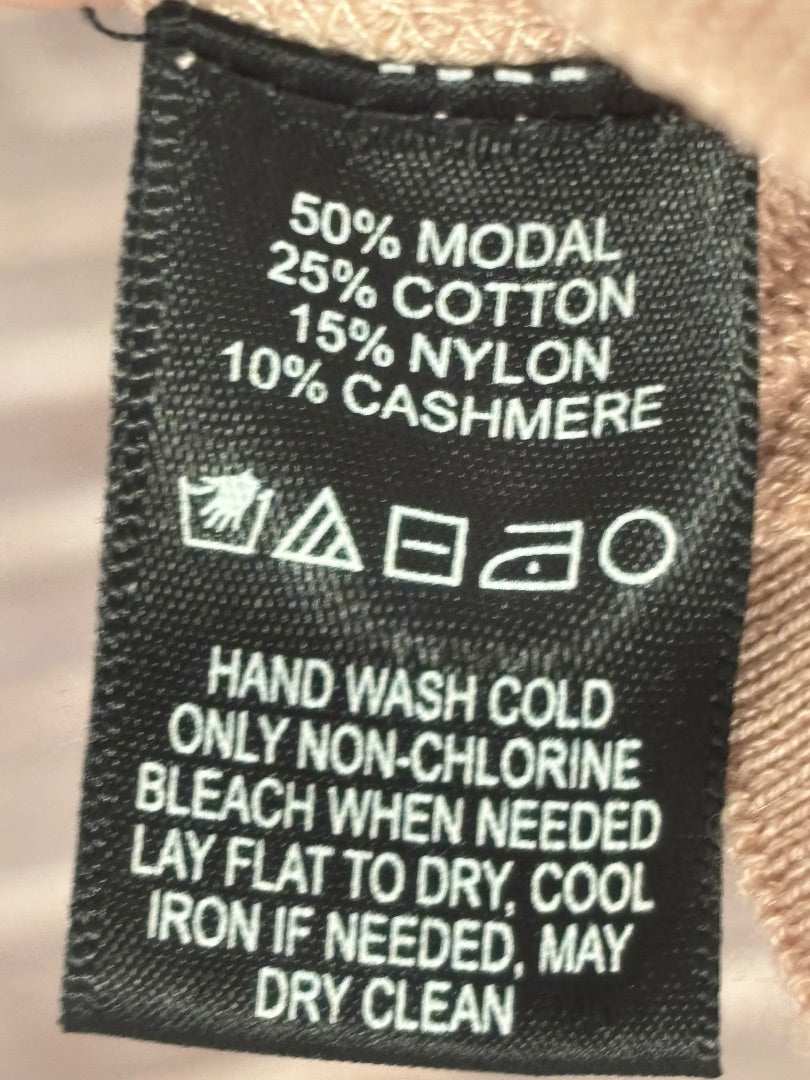 50% MODAL
25% COTTON
15% NYLON
10% CASHMERE
HAND WASH COLD
ONLY NON-CHLORINE
BLEACH WHEN NEEDED
LAY FLAT TO DRY, COOL
IRON IF NEEDED, MAY
DRY CLEAN